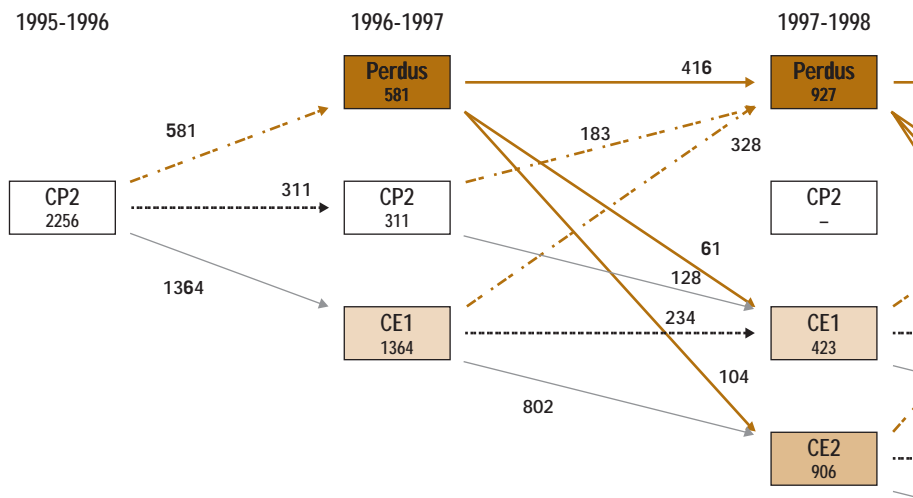 1995-1996
1996-1997
1997-1998
Perdus
581
416
Perdus
927
581
183
328
CP2
2256
311
CP2
311
CP2
–
61
128
1364
CE1
1364
234
CE1
423
104
802
CE2
906